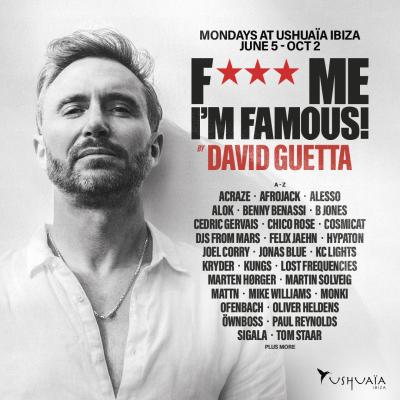 MONDAYS AT USHUAÏA IBIZA
JUNE 5 - OCT 2
F★★★ ME
I'M FAMOUS!
BY DAVID GUETTA
A - Z
ACRAZE · AFROJACK · ALESSO
ALOK · BENNY BENASSI · B JONES
CEDRIC GERVAIS · CHICO ROSE · COSMICAT
DJS FROM MARS · FELIX JAEHN · HYPATON
JOEL CORRY · JONAS BLUE · KC LIGHTS
KRYDER · KUNGS · LOST FREQUENCIES
MARTEN HØRGER · MARTIN SOLVEIG
MATTN · MIKE WILLIAMS · MONKI
OFENBACH · OLIVER HELDENS
ÖWNBOSS · PAUL REYNOLDS
SIGALA · TOM STAAR
PLUS MORE
USHUAÏA
IBIZA